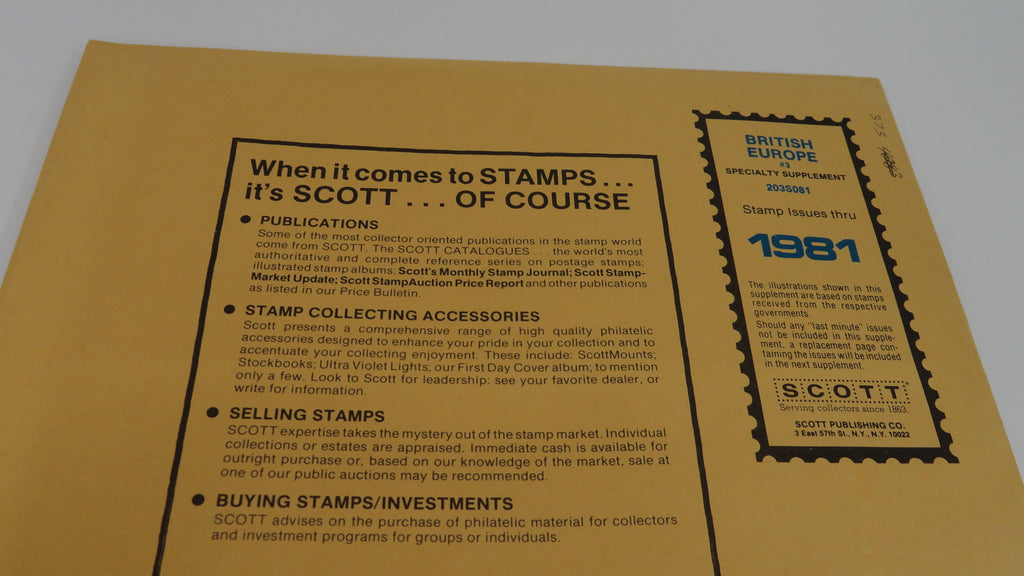 When it comes to STAMPS...
it's SCOTT ... OF COURSE
● PUBLICATIONS
Some of the most collector oriented publications in the stamp world
come from SCOTT. The SCOTT CATALOGUES ... the world's most
authoritative and complete reference series on postage stamps;
illustrated stamp albums; Scott's Monthly Stamp Journal; Scott Stamp-
Market Update; Scott StampAuction Price Report and other publications
as listed in our Price Bulletin.
● STAMP COLLECTING ACCESSORIES
Scott presents a comprehensive range of high quality philatelic
accessories designed to enhance your pride in your collection and to
accentuate your collecting enjoyment. These include: ScottMounts;
Stockbooks; Ultra Violet Lights; our First Day Cover album; to mention
only a few. Look to Scott for leadership: see your favorite dealer, or
write for information.
● SELLING STAMPS
SCOTT expertise takes the mystery out of the stamp market. Individual
collections or estates are appraised. Immediate cash is available for
outright purchase or, based on our knowledge of the market, sale at
one of our public auctions may be recommended.
● BUYING STAMPS/INVESTMENTS
SCOTT advises on the purchase of philatelic material for collectors
and investment programs for groups or individuals.
BRITISH
EUROPE
#3
SPECIALTY SUPPLEMENT
203S081
Stamp Issues thru
1981
The illustrations shown in this
supplement are based on stamps
received from the respective
governments.
Should any "last minute" issues
not be included in this supple-
ment, a replacement page con-
taining the issues will be included
in the next supplement.
SCOTT
Serving collectors since 1863.
SCOTT PUBLISHING CO.
3 East 57th St., N.Y., N.Y. 10022
373